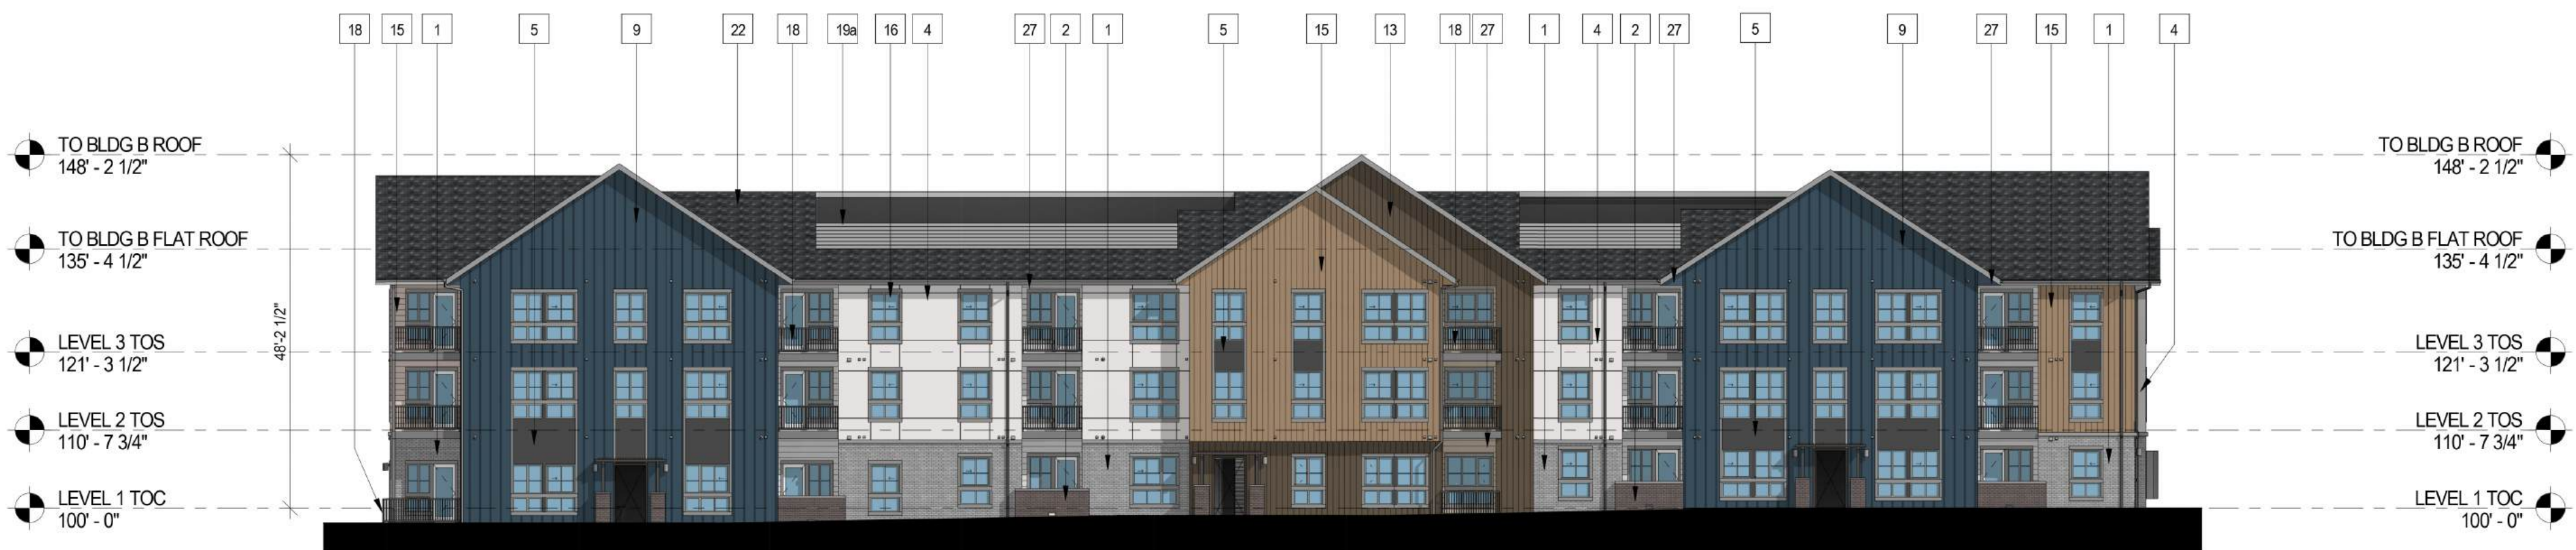 18 15 1 5 9 22 18 19a 16 4 27 2 1 5 15 13 18 27 1 4 2 27 5 9 27 15 1 4
TO BLDG B ROOF
148' - 2 1/2"
TO BLDG B FLAT ROOF
135' - 4 1/2"
LEVEL 3 TOS
121' - 3 1/2"
LEVEL 2 TOS
110' - 7 3/4"
LEVEL 1 TOC
100' - 0"
48'-2 1/2"
TO BLDG B ROOF
148' - 2 1/2"
TO BLDG B FLAT ROOF
135' - 4 1/2"
LEVEL 3 TOS
121' - 3 1/2"
LEVEL 2 TOS
110' - 7 3/4"
LEVEL 1 TOC
100' - 0"